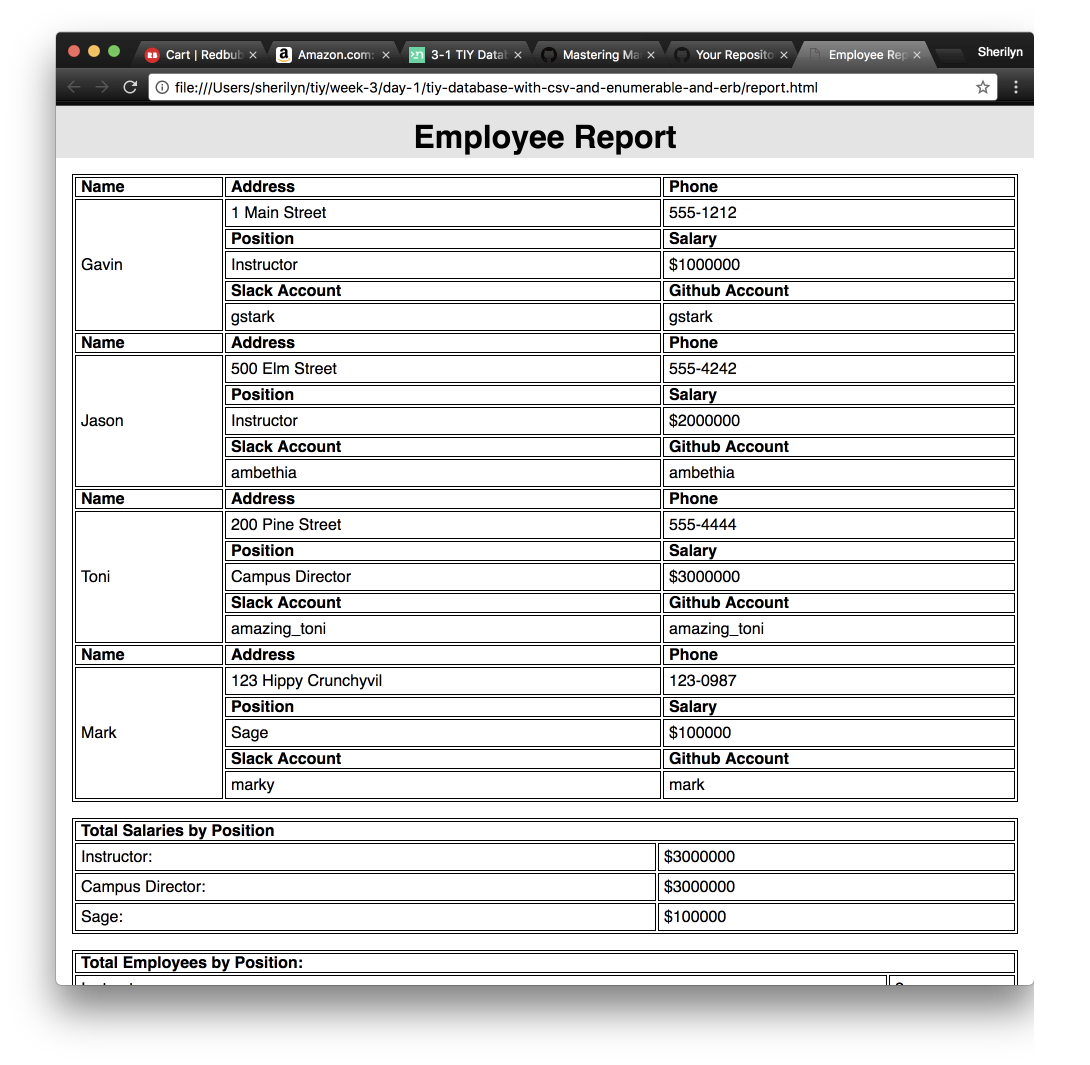 Cart | Redbub
Amazon.com:
3-1 TIY Datab
Mastering Ma
Your Reposito
Employee Rep
Sherilyn
file:///Users/sherilyn/tiy/week-3/day-1/tiy-database-with-csv-and-enumerable-and-erb/report.html
Employee Report
Name Address Phone
1 Main Street 555-1212
Position Salary
Gavin Instructor $1000000
Slack Account Github Account
gstark gstark
Name Address Phone
500 Elm Street 555-4242
Position Salary
Jason Instructor $2000000
Slack Account Github Account
ambethia ambethia
Name Address Phone
200 Pine Street 555-4444
Position Salary
Toni Campus Director $3000000
Slack Account Github Account
amazing_toni amazing_toni
Name Address Phone
123 Hippy Crunchyvil 123-0987
Position Salary
Mark Sage $100000
Slack Account Github Account
marky mark
Total Salaries by Position
Instructor: $3000000
Campus Director: $3000000
Sage: $100000
Total Employees by Position: